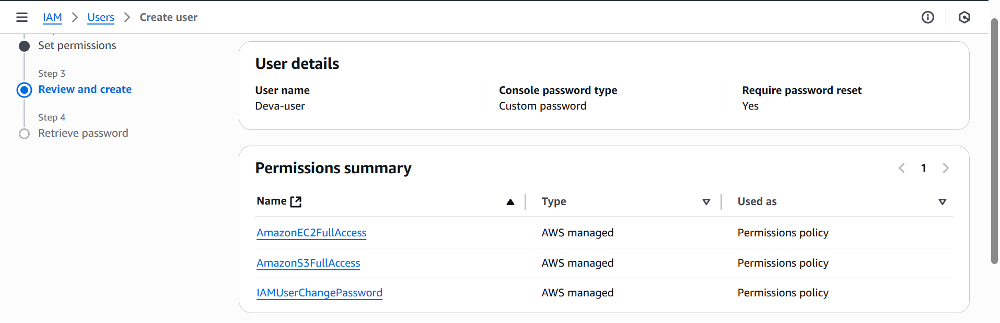 IAM > Users > Create user
Set permissions
Step 3
Review and create
Step 4
Retrieve password
User details
User name
Deva-user
Console password type
Custom password
Require password reset
Yes
Permissions summary
1
Name Type Used as
AmazonEC2FullAccess AWS managed Permissions policy
AmazonS3FullAccess AWS managed Permissions policy
IAMUserChangePassword AWS managed Permissions policy